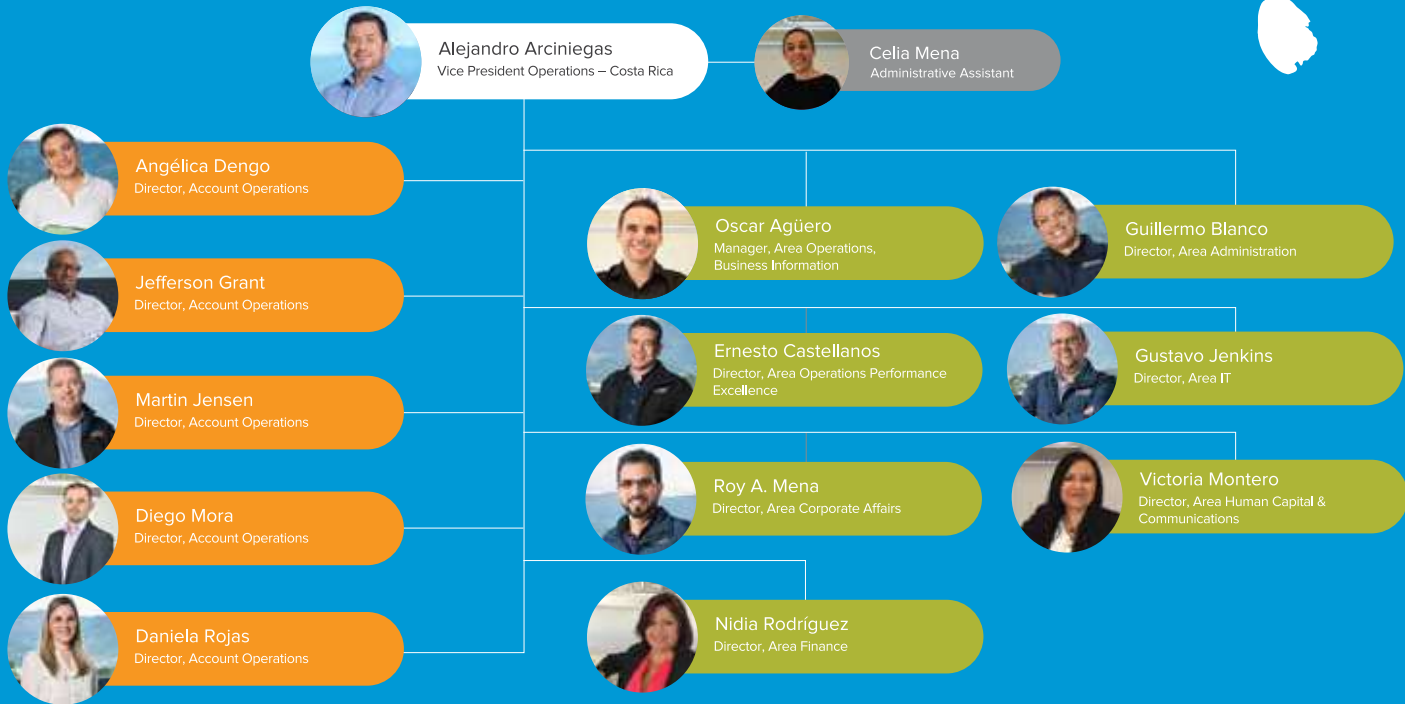 Alejandro Arciniegas
Vice President Operations – Costa Rica
Celia Mena
Administrative Assistant
Angélica Dengo
Director, Account Operations
Jefferson Grant
Director, Account Operations
Martin Jensen
Director, Account Operations
Diego Mora
Director, Account Operations
Daniela Rojas
Director, Account Operations
Oscar Agüero
Manager, Area Operations,
Business Information
Guillermo Blanco
Director, Area Administration
Ernesto Castellanos
Director, Area Operations Performance
Excellence
Gustavo Jenkins
Director, Area IT
Roy A. Mena
Director, Area Corporate Affairs
Victoria Montero
Director, Area Human Capital &
Communications
Nidia Rodríguez
Director, Area Finance